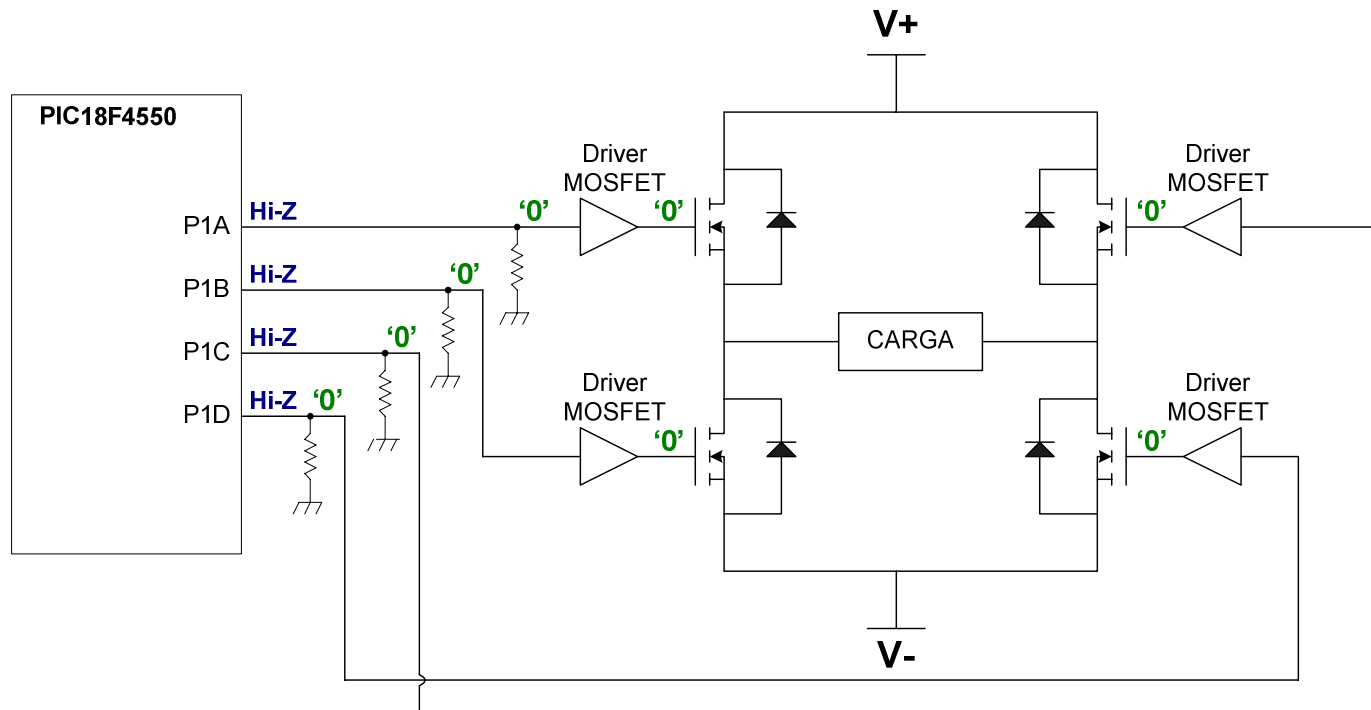 V+
PIC18F4550
Driver
MOSFET
Driver
MOSFET
P1A
Hi-Z
‘0’
‘0’
‘0’
P1B
Hi-Z
‘0’
P1C
Hi-Z
‘0’
CARGA
P1D
Hi-Z
‘0’
Driver
MOSFET
Driver
MOSFET
‘0’
‘0’
V-